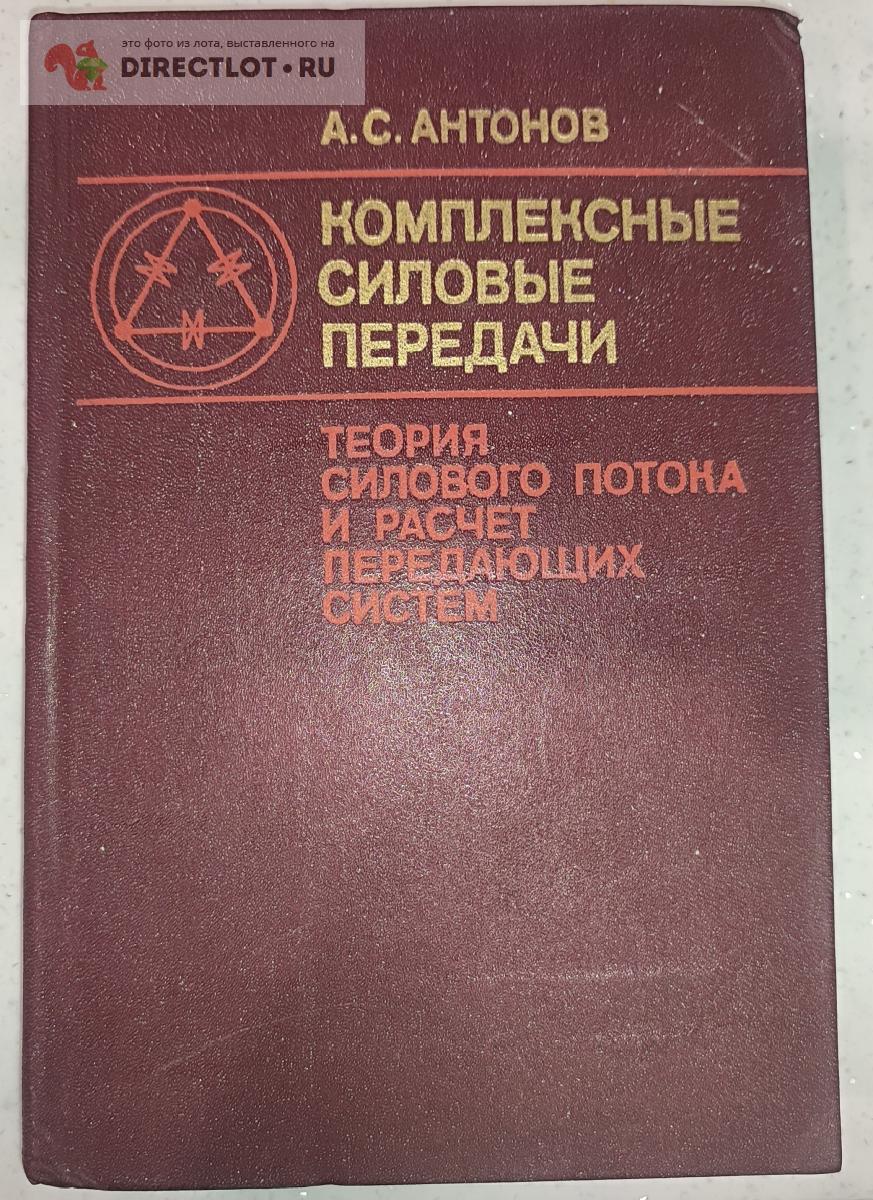 это фото из лота, выставленного на
DIRECTLOT • RU
А.С. АНТОНОВ
КОМПЛЕКСНЫЕ
СИЛОВЫЕ
ПЕРЕДАЧИ
ТЕОРИЯ
СИЛОВОГО ПОТОКА
И РАСЧЕТ
ПЕРЕДАЮЩИХ
СИСТЕМ